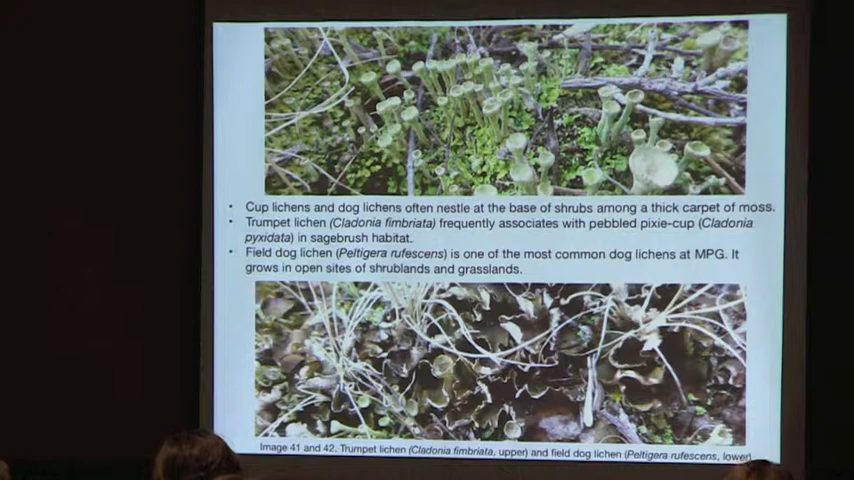 • Cup lichens and dog lichens often nestle at the base of shrubs among a thick carpet of moss.
• Trumpet lichen (Cladonia fimbriata) frequently associates with pebbled pixie-cup (Cladonia
pyxidata) in sagebrush habitat.
• Field dog lichen (Peltigera rufescens) is one of the most common dog lichens at MPG. It
grows in open sites of shrublands and grasslands.
Image 41 and 42. Trumpet lichen (Cladonia fimbriata, upper) and field dog lichen (Peltigera rufescens, lower)